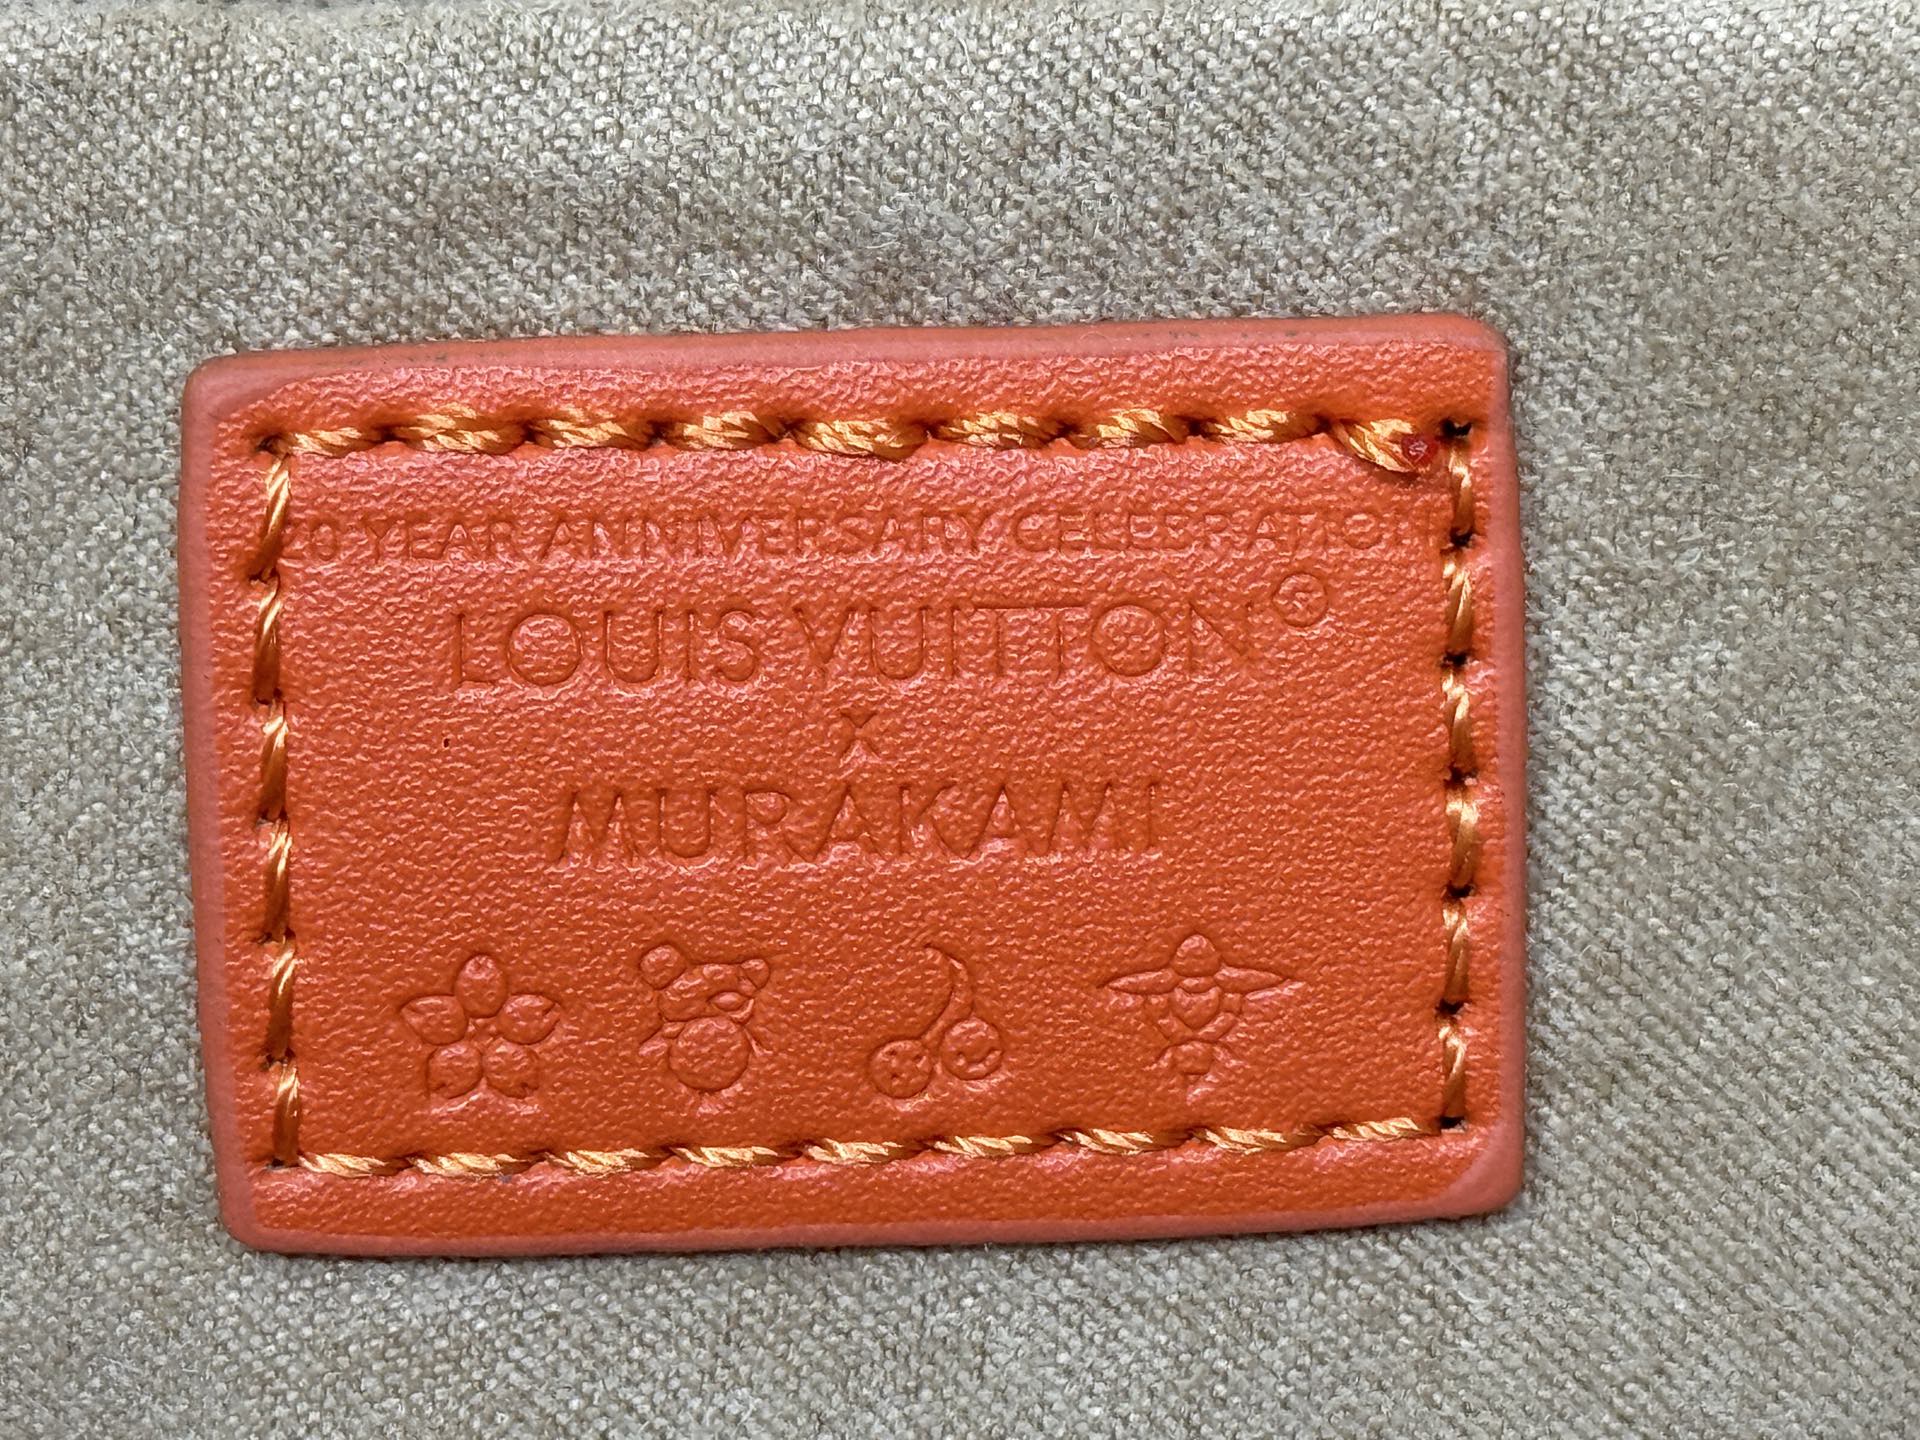 20 YEAR ANNIVERSARY CELEBRATION
LOUIS VUITTON®
X
MURAKAMI